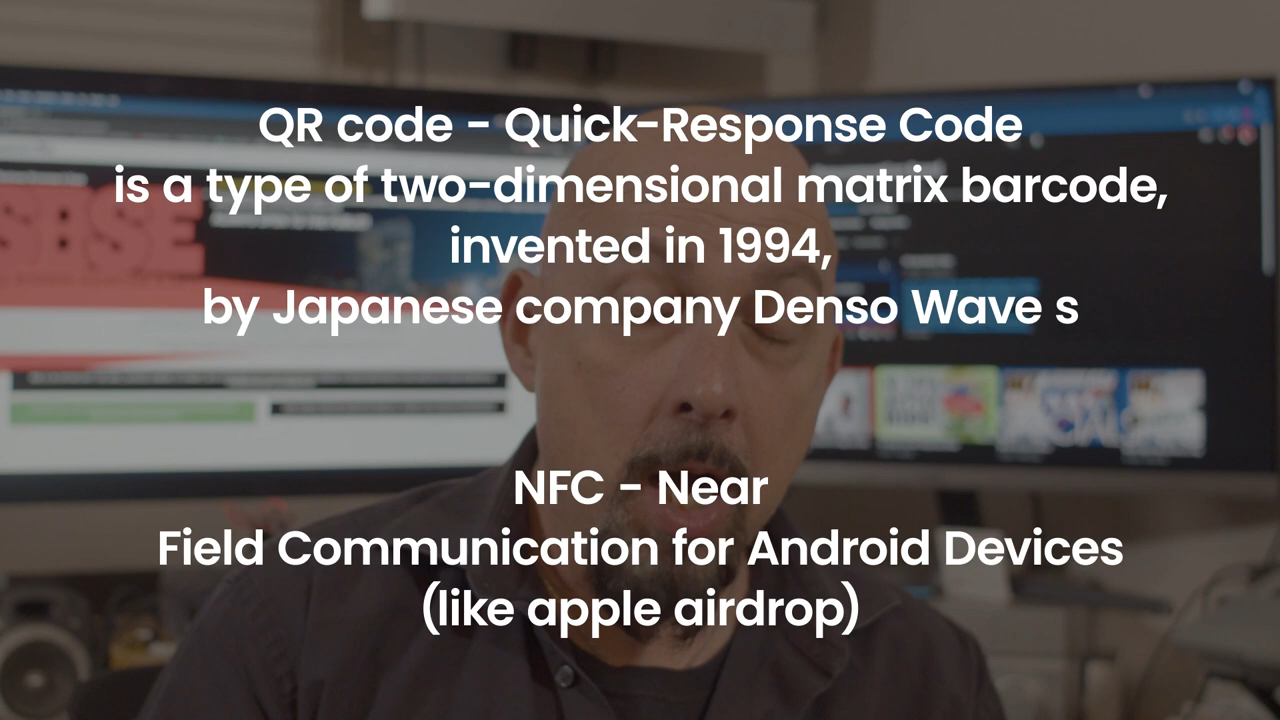 QR code - Quick-Response Code
is a type of two-dimensional matrix barcode,
invented in 1994,
by Japanese company Denso Wave s
NFC - Near
Field Communication for Android Devices
(like apple airdrop)